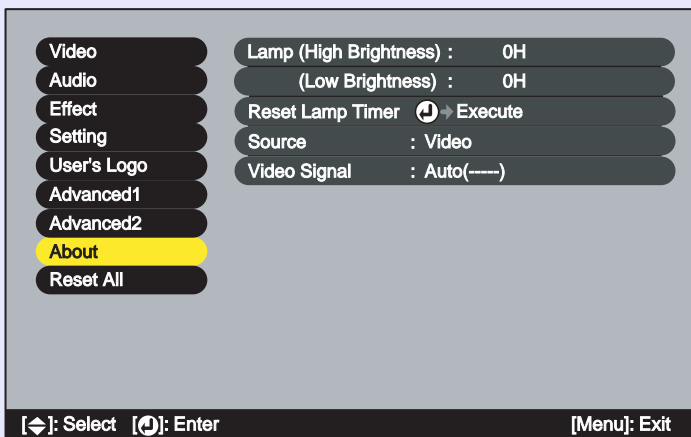 Video
Audio
Effect
Setting
User's Logo
Advanced1
Advanced2
About
Reset All
Lamp (High Brightness) : 0H
(Low Brightness) : 0H
Reset Lamp Timer Execute
Source : Video
Video Signal : Auto(-----)
[ ]: Select [ ]: Enter [Menu]: Exit